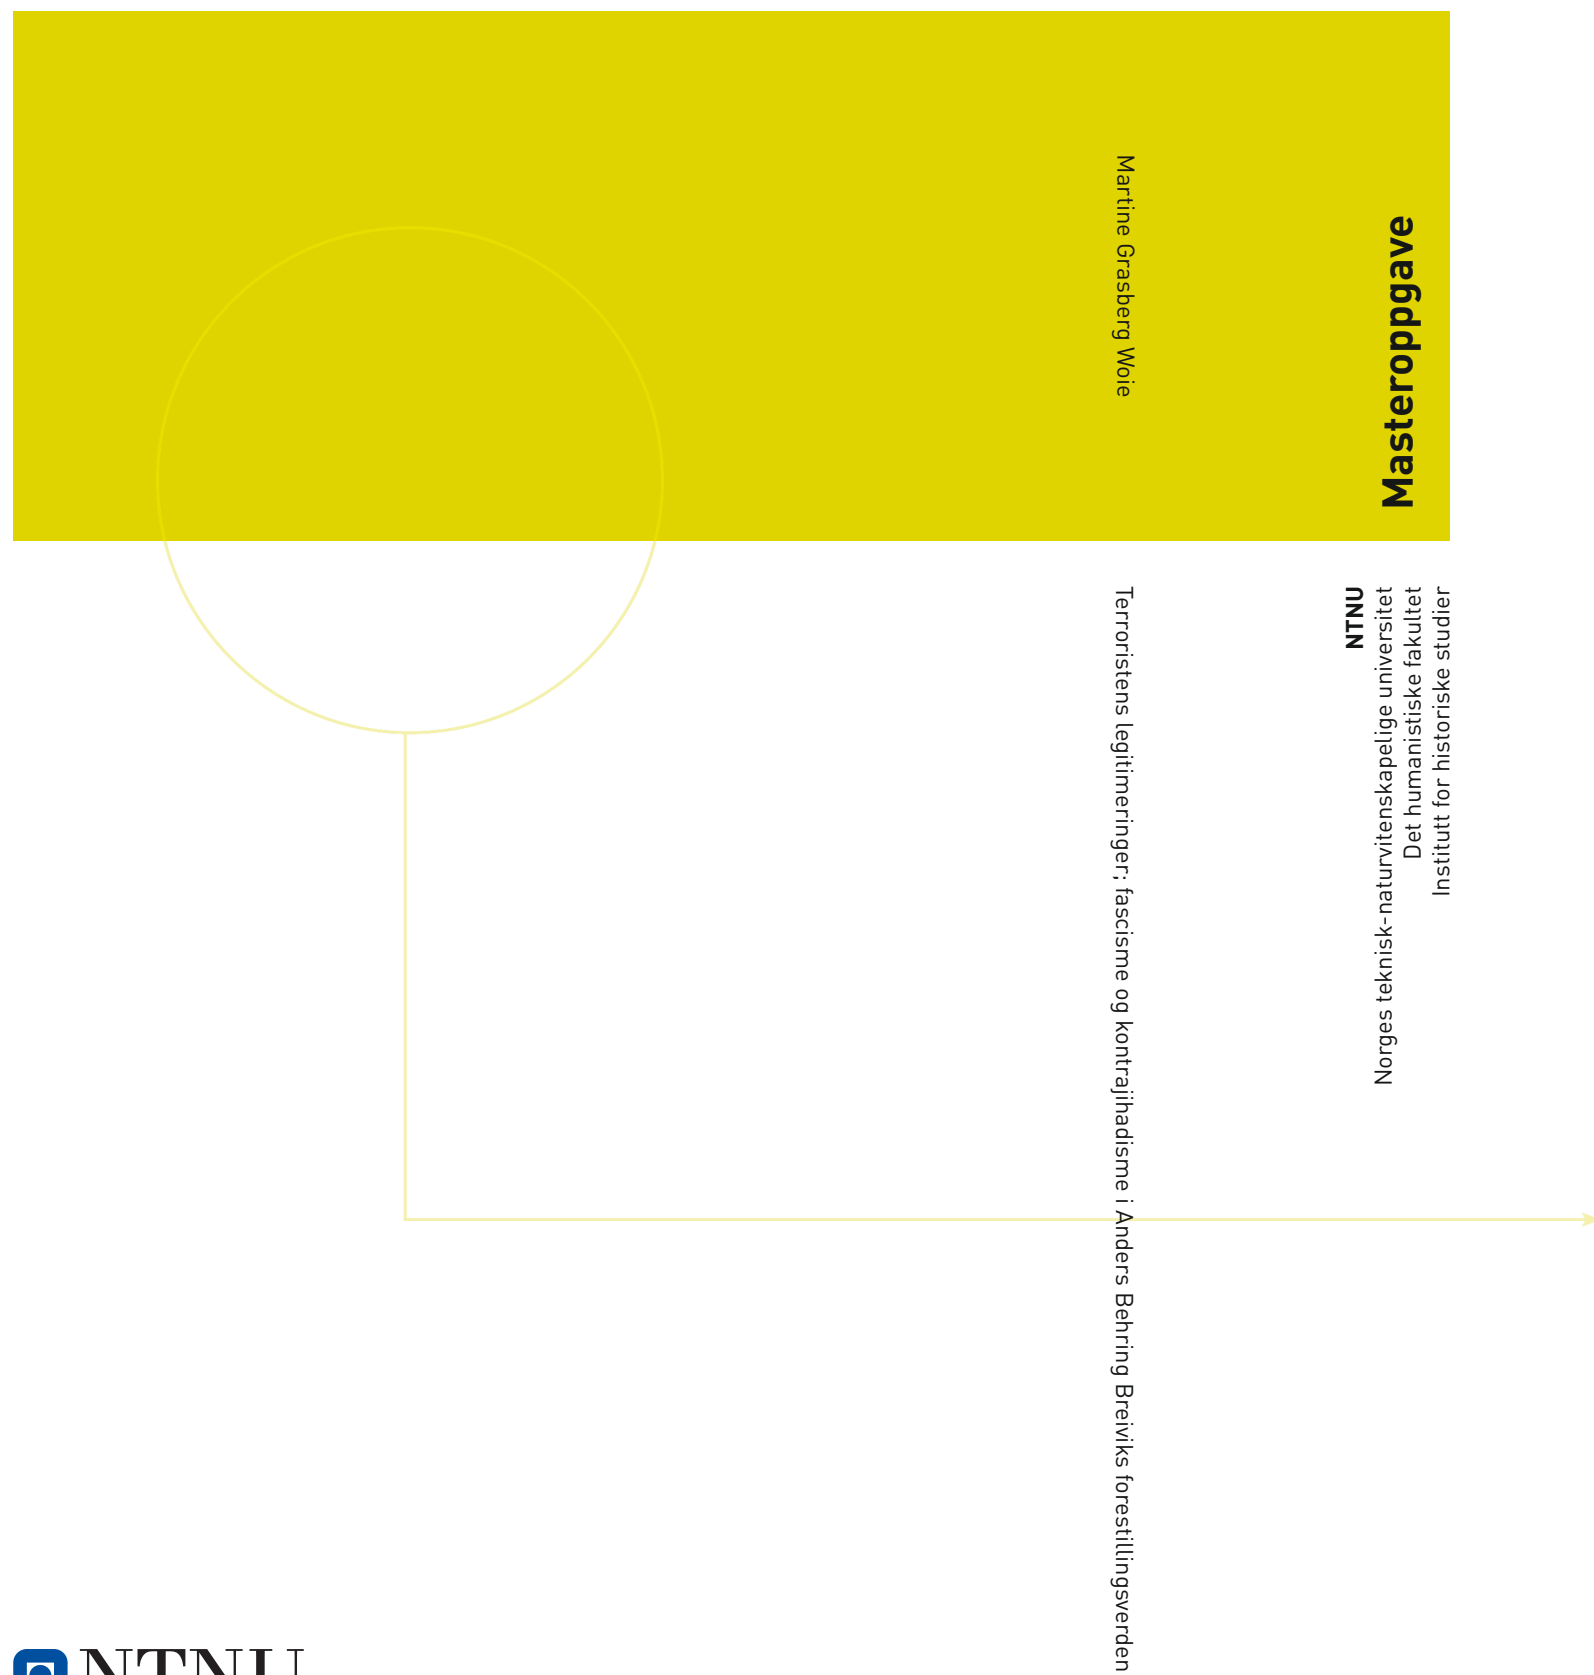 Masteroppgave
Martine Grasberg Woie
NTNU
Norges teknisk-naturvitenskapelige universitet
Det humanistiske fakultet
Institutt for historiske studier
Terroristens legitimeringer; fascisme og kontrajihadisme i Anders Behring Breiviks forestillingsverden
NTNU